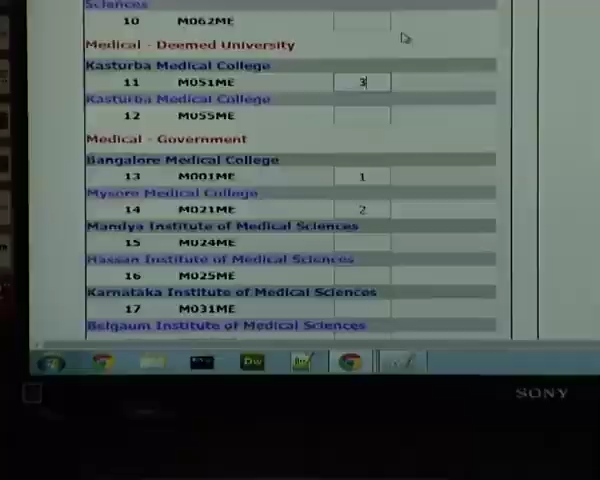 Sciences
10 M062ME
Medical - Deemed University
Kasturba Medical College
11 M051ME 3
Kasturba Medical College
12 M055ME
Medical - Government
Bangalore Medical College
13 M001ME 1
Mysore Medical College
14 M021ME 2
Mandya Institute of Medical Sciences
15 M024ME
Hassan Institute of Medical Sciences
16 M025ME
Karnataka Institute of Medical Sciences
17 M031ME
Belgaum Institute of Medical Sciences
Dw
SONY